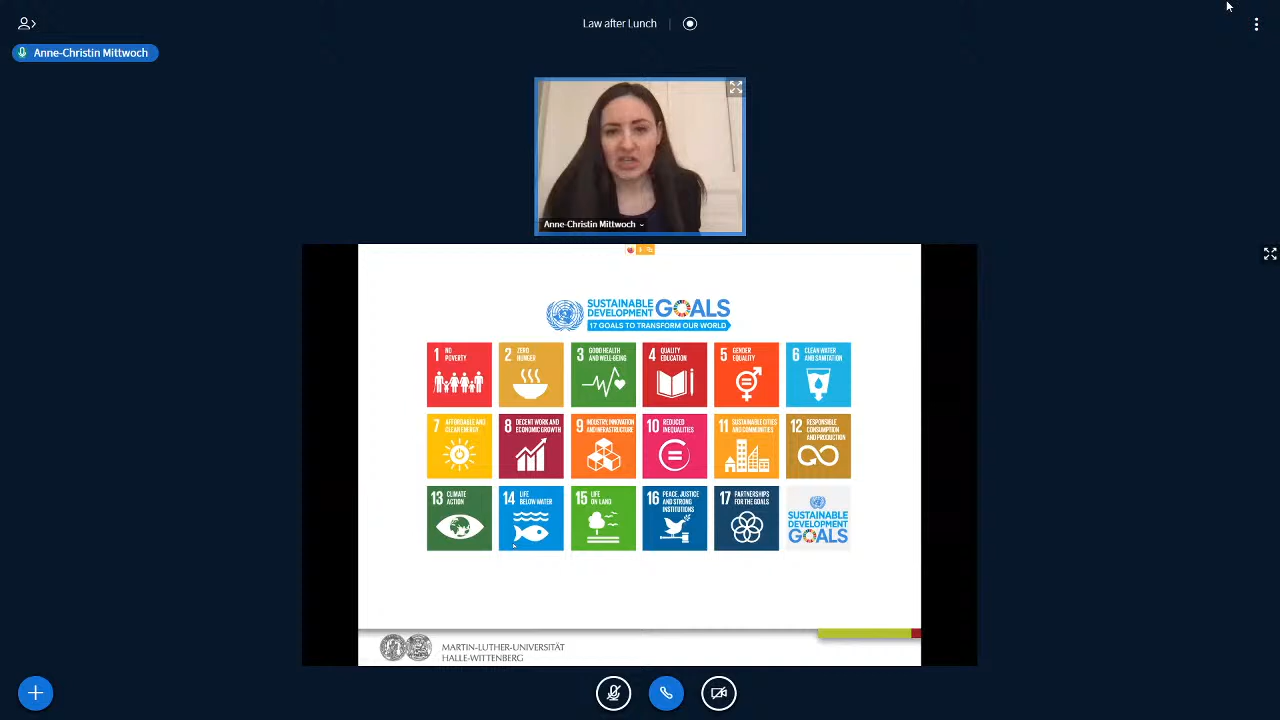 Law after Lunch
Anne-Christin Mittwoch
Anne-Christin Mittwoch
SUSTAINABLE
DEVELOPMENT
GOALS
17 GOALS TO TRANSFORM OUR WORLD
1 NO
POVERTY
2 ZERO
HUNGER
3 GOOD HEALTH
AND WELL-BEING
4 QUALITY
EDUCATION
5 GENDER
EQUALITY
6 CLEAN WATER
AND SANITATION
7 AFFORDABLE AND
CLEAN ENERGY
8 DECENT WORK AND
ECONOMIC GROWTH
9 INDUSTRY, INNOVATION
AND INFRASTRUCTURE
10 REDUCED
INEQUALITIES
11 SUSTAINABLE CITIES
AND COMMUNITIES
12 RESPONSIBLE
CONSUMPTION
AND PRODUCTION
13 CLIMATE
ACTION
14 LIFE
BELOW WATER
15 LIFE
ON LAND
16 PEACE, JUSTICE
AND STRONG
INSTITUTIONS
17 PARTNERSHIPS
FOR THE GOALS
SUSTAINABLE
DEVELOPMENT
GOALS
MARTIN-LUTHER-UNIVERSITÄT
HALLE-WITTENBERG